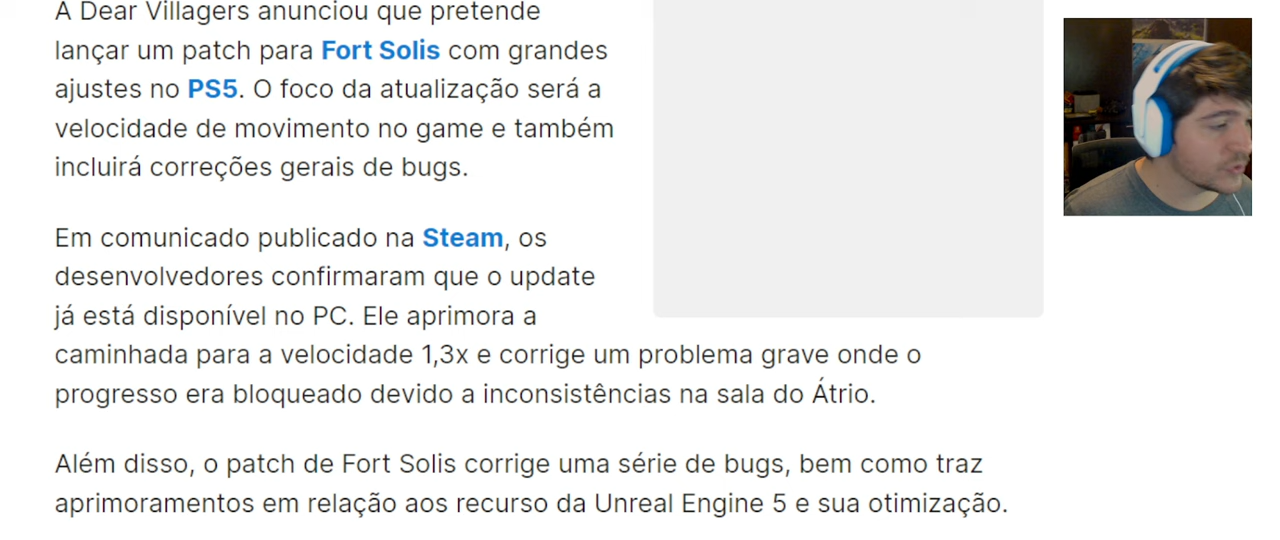 A Dear Villagers anunciou que pretende
lançar um patch para Fort Solis com grandes
ajustes no PS5. O foco da atualização será a
velocidade de movimento no game e também
incluirá correções gerais de bugs.
Em comunicado publicado na Steam, os
desenvolvedores confirmaram que o update
já está disponível no PC. Ele aprimora a
caminhada para a velocidade 1,3x e corrige um problema grave onde o
progresso era bloqueado devido a inconsistências na sala do Átrio.
Além disso, o patch de Fort Solis corrige uma série de bugs, bem como traz
aprimoramentos em relação aos recurso da Unreal Engine 5 e sua otimização.